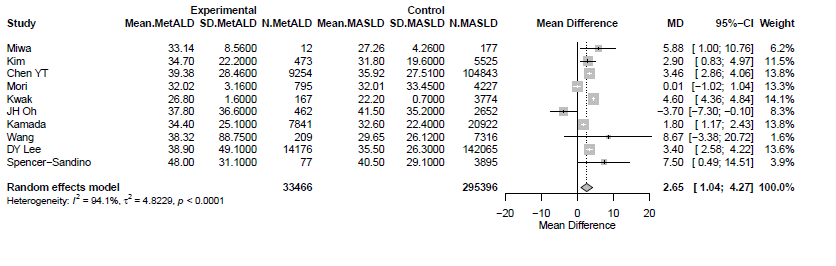 Experimental Control
Study Mean.MetALD SD.MetALD N.MetALD Mean.MASLD SD.MASLD N.MASLD Mean Difference MD 95%−CI Weight
Miwa 33.14 8.5600 12 27.26 4.2600 177 5.88 [ 1.00; 10.76] 6.2%
Kim 34.70 22.2000 473 31.80 19.6000 5525 2.90 [ 0.83; 4.97] 11.5%
Chen YT 39.38 28.4600 9254 35.92 27.5100 104843 3.46 [ 2.86; 4.06] 13.8%
Mori 32.02 3.1600 795 32.01 33.4500 4227 0.01 [−1.02; 1.04] 13.4%
Kwak 26.80 1.6000 167 22.20 0.7000 3774 4.60 [ 4.36; 4.84] 14.1%
JH Oh 37.80 36.6000 462 41.50 35.2000 2652 −3.70 [−7.30; −0.10] 8.3%
Kamada 34.40 25.1000 7841 32.60 22.4000 20922 1.80 [ 1.17; 2.43] 13.8%
Wang 38.32 88.7500 209 29.65 26.1200 7316 8.67 [−3.38; 20.72] 1.6%
DY Lee 38.90 49.1000 14176 35.50 26.3000 142065 3.40 [ 2.58; 4.22] 13.6%
Spencer−Sandino 48.00 31.1000 77 40.50 29.1000 3895 7.50 [ 0.49; 14.51] 3.9%
Random effects model 33466 295396 2.65 [ 1.04; 4.27] 100.0%
Heterogeneity: I² = 94.1%, τ² = 4.8229, p < 0.0001
−20 −10 0 10 20
Mean Difference